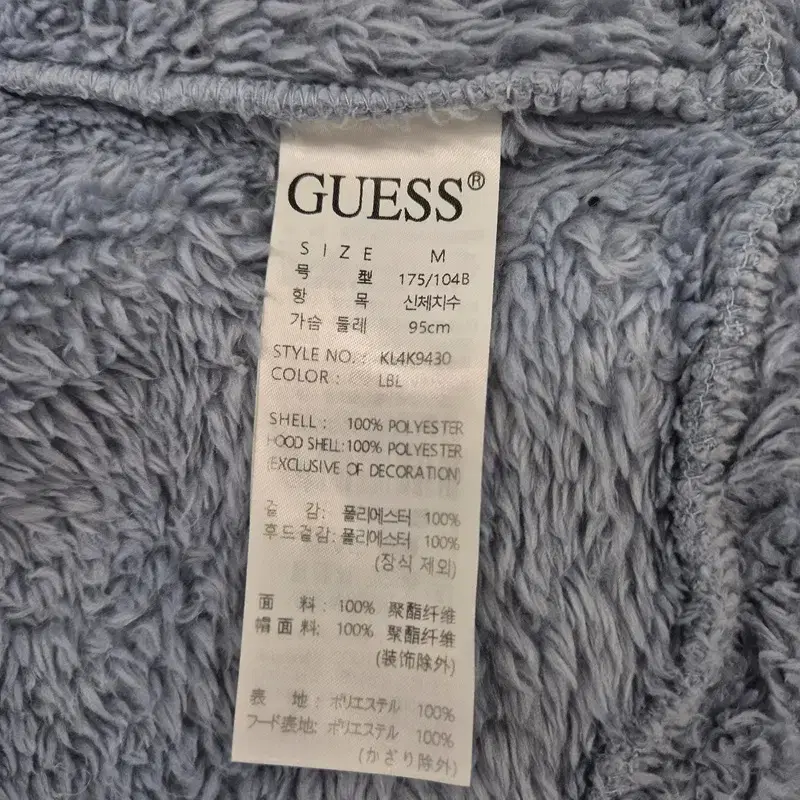 GUESS®
SIZE M
号 型 175/104B
항 목 신체치수
가슴 둘레 95cm
STYLE NO. : KL4K9430
COLOR : LBL
SHELL : 100% POLYESTER
HOOD SHELL:100% POLYESTER
(EXCLUSIVE OF DECORATION)
겉 감: 폴리에스터 100%
후드겉감: 폴리에스터 100%
(장식 제외)
面 料 : 100% 聚酯纤维
帽面料: 100% 聚酯纤维
(装饰除外)
表 地 : ポリエステル 100%
フード表地: ポリエステル 100%
(かざり除外)